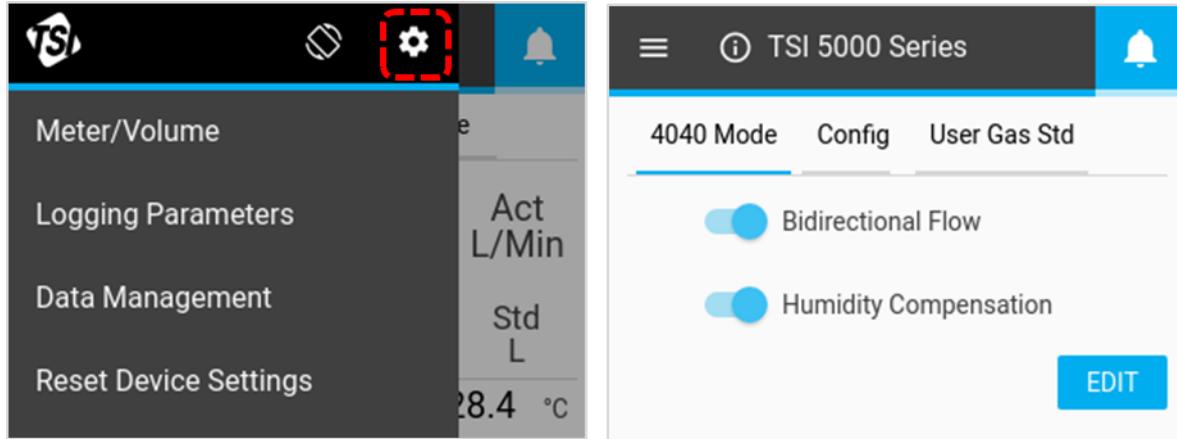 TSI
Meter/Volume
e
Logging Parameters
Act
L/Min
Data Management
Std
L
Reset Device Settings
28.4 °C
TSI 5000 Series
4040 Mode Config User Gas Std
Bidirectional Flow
Humidity Compensation
EDIT